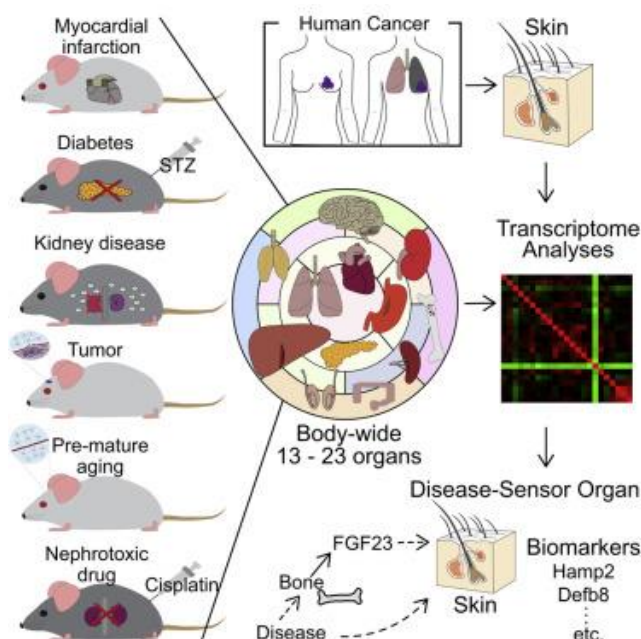 Myocardial
infarction
Diabetes
STZ
Kidney disease
Tumor
Pre-mature
aging
Nephrotoxic
drug
Cisplatin
Human Cancer
Skin
Body-wide
13 - 23 organs
Transcriptome
Analyses
Disease-Sensor Organ
FGF23
Bone
Disease
Skin
Biomarkers
Hamp2
Defb8
etc.